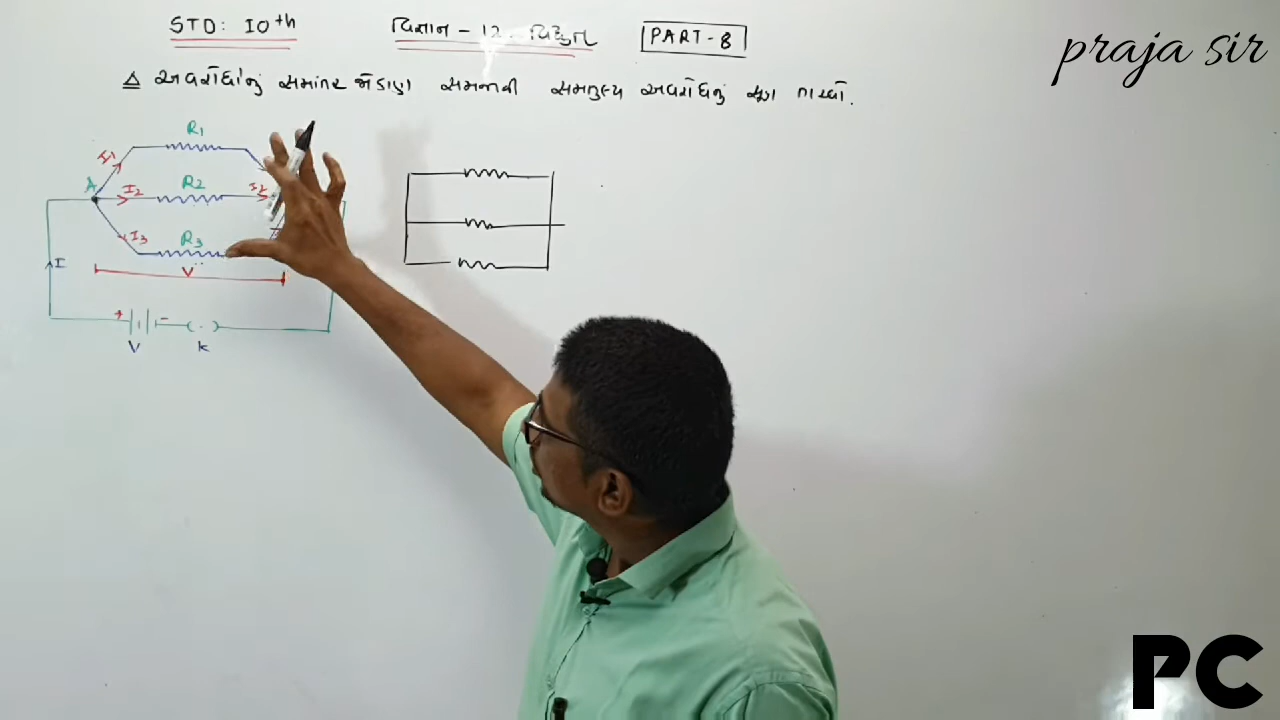 STD: 10th વિજ્ઞાન - 12. વિદ્યુત PART-8
praja sir
△ અવરોધોનું સમાંતર જોડાણ સમજાવી સમતુલ્ય અવરોધનું સૂત્ર તારવો.
R1
I1
A I2 R2 I2
I3 R3
I V
+ -
V K
PC